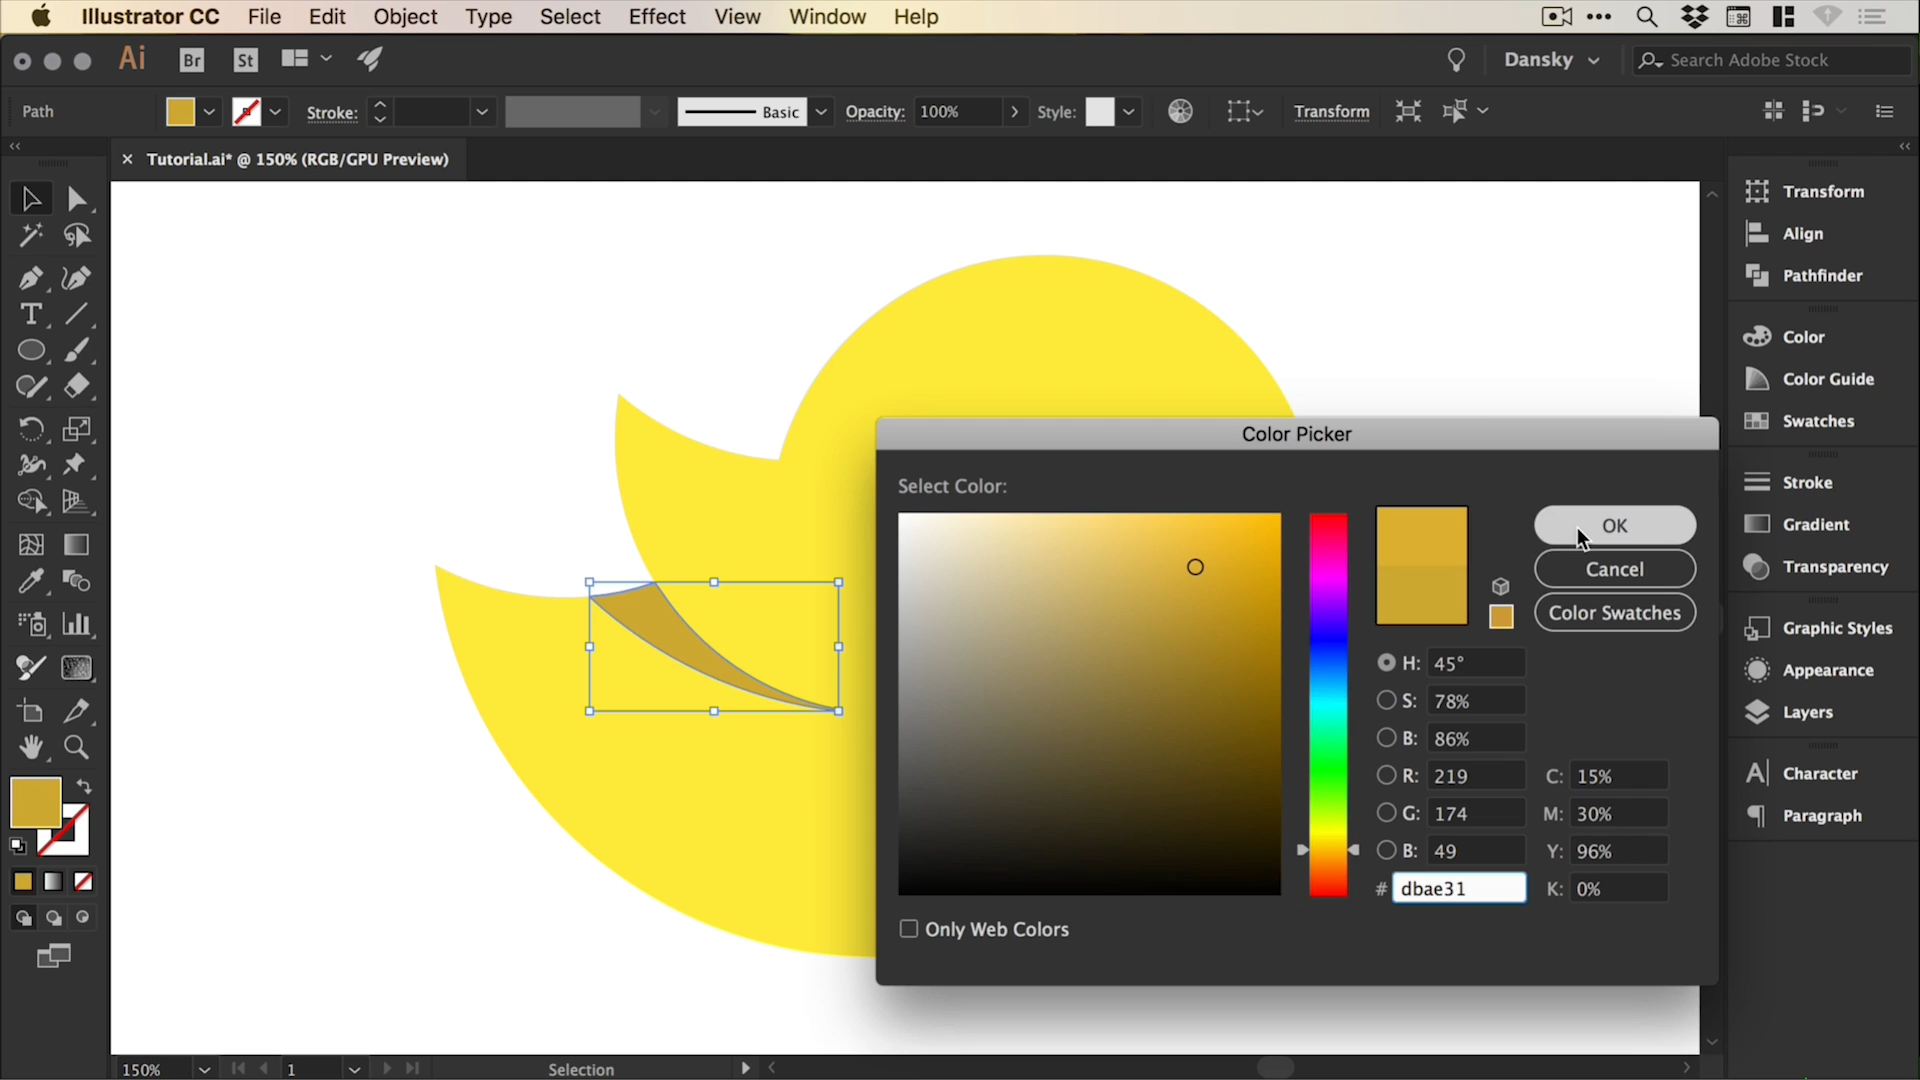 Illustrator CC File Edit Object Type Select Effect View Window Help
Ai Br St Dansky Search Adobe Stock
Path Stroke: Basic Opacity: 100% Style: Transform
Tutorial.ai* @ 150% (RGB/GPU Preview)
Transform
Align
Pathfinder
Color
Color Guide
Swatches
Stroke
Gradient
Transparency
Graphic Styles
Appearance
Layers
Character
Paragraph
Color Picker
Select Color:
OK
Cancel
Color Swatches
H: 45°
S: 78%
B: 86%
R: 219 C: 15%
G: 174 M: 30%
B: 49 Y: 96%
# dbae31 K: 0%
Only Web Colors
150% 1 Selection